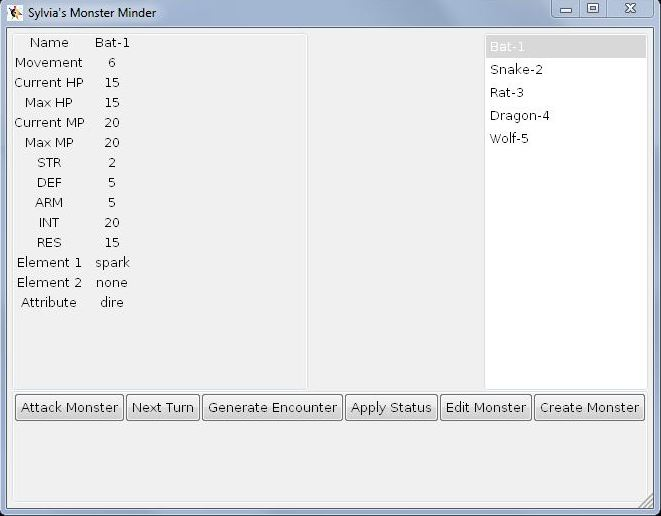 Sylvia's Monster Minder
Name Bat-1
Movement 6
Current HP 15
Max HP 15
Current MP 20
Max MP 20
STR 2
DEF 5
ARM 5
INT 20
RES 15
Element 1 spark
Element 2 none
Attribute dire
Bat-1
Snake-2
Rat-3
Dragon-4
Wolf-5
Attack Monster Next Turn Generate Encounter Apply Status Edit Monster Create Monster